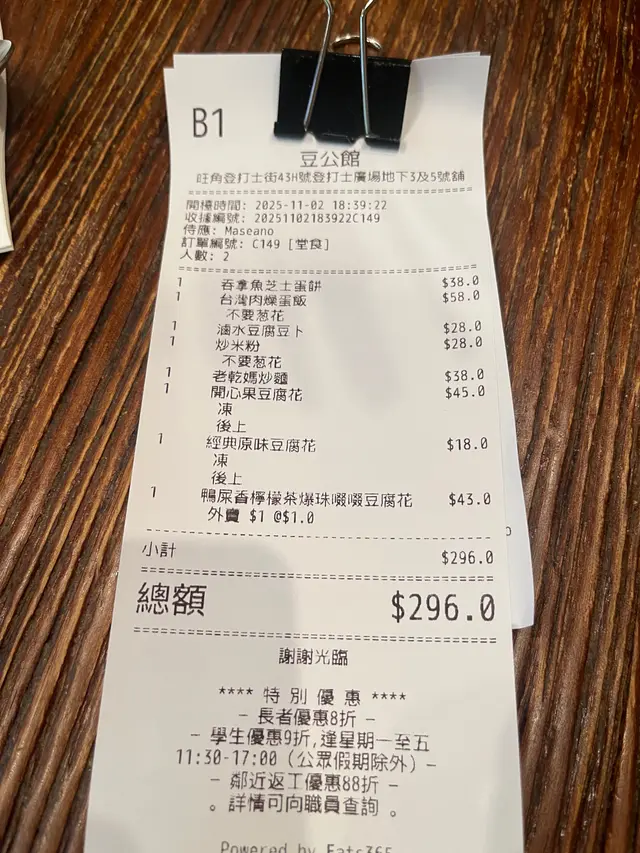 B1
豆公館
旺角登打士街43H號登打士廣場地下3及5號舖
開檯時間: 2025-11-02 18:39:22
收據編號: 20251102183922C149
侍應: Maseano
訂單編號: C149 [堂食]
人數: 2
1 吞拿魚芝士蛋餅 $38.0
1 台灣肉燥蛋飯 $58.0
不要葱花
1 滷水豆腐豆卜 $28.0
1 炒米粉 $28.0
不要葱花
1 老乾媽炒麵 $38.0
1 開心果豆腐花 $45.0
凍
後上
1 經典原味豆腐花 $18.0
凍
後上
1 鴨屎香檸檬茶爆珠啜啜豆腐花 $43.0
外賣 $1 @$1.0
小計 $296.0
總額 $296.0
謝謝光臨
**** 特別優惠 ****
- 長者優惠8折 -
- 學生優惠9折,逢星期一至五
11:30-17:00 (公眾假期除外) -
- 鄰近返工優惠88折 -
。詳情可向職員查詢 。
Powered by Eats365